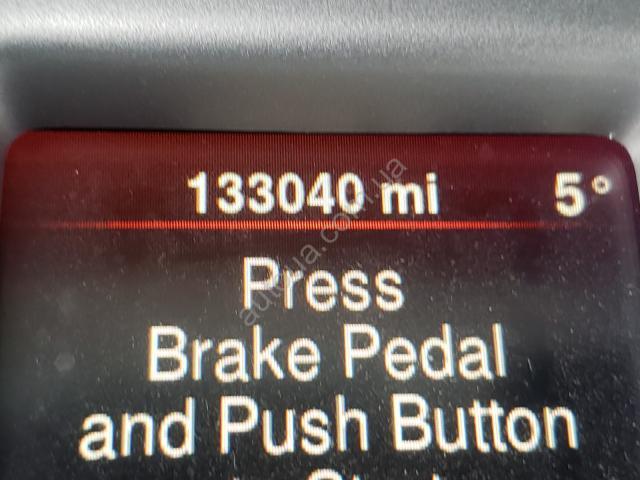 133040 mi 5°
Press
Brake Pedal
and Push Button